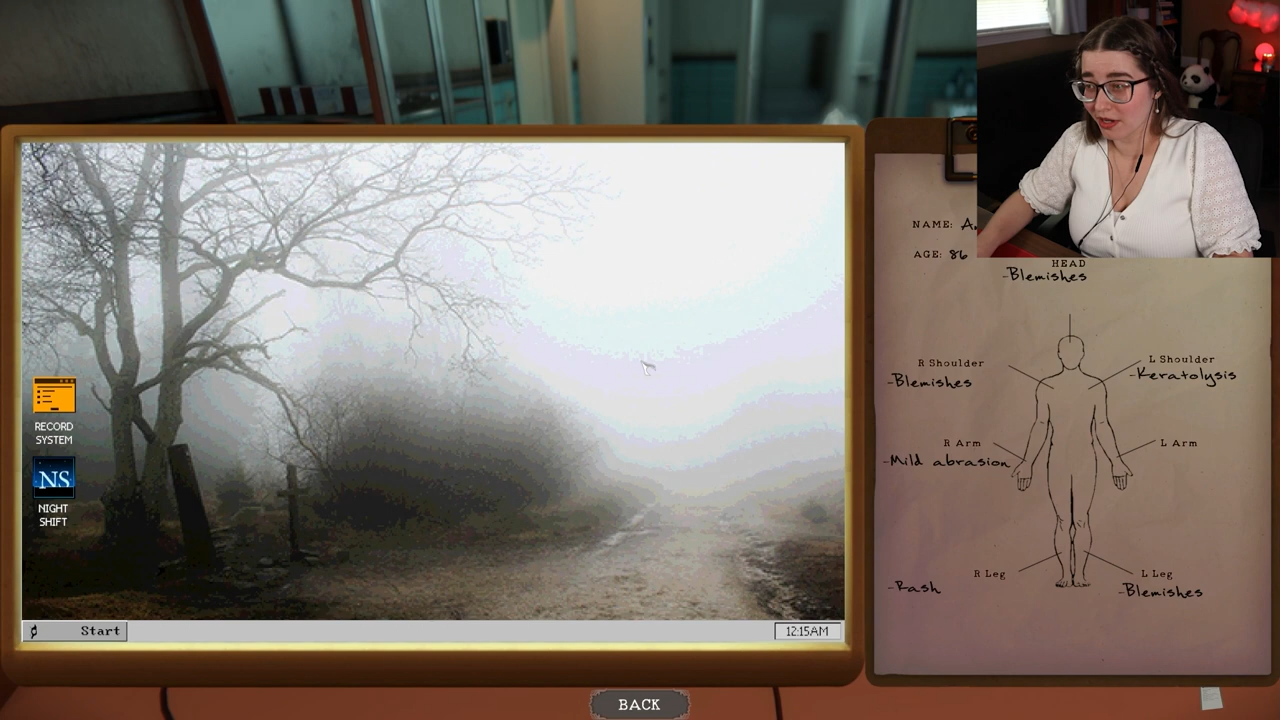 RECORD
SYSTEM
NS
NIGHT
SHIFT
Start
12:15AM
BACK
NAME:
AGE: 86
HEAD
-Blemishes
R Shoulder
-Blemishes
L Shoulder
-Keratolysis
R Arm
-Mild abrasion
L Arm
R Leg
-Rash
L Leg
-Blemishes